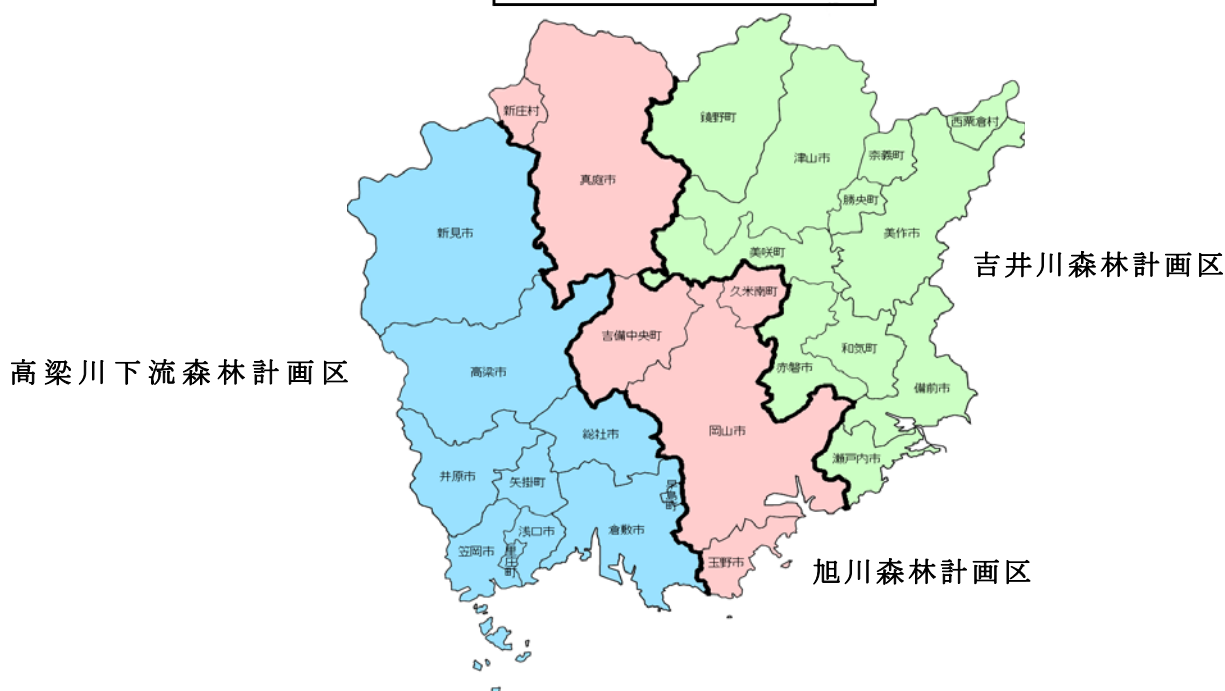 新庄村
鏡野町
西粟倉村
津山市
奈義町
真庭市
勝央町
新見市
美作市
美咲町
吉井川森林計画区
久米南町
吉備中央町
和気町
高梁川下流森林計画区
高梁市
赤磐市
備前市
総社市
岡山市
瀬戸内市
井原市
矢掛町
早島町
倉敷市
浅口市
笠岡市
里庄町
玉野市
旭川森林計画区